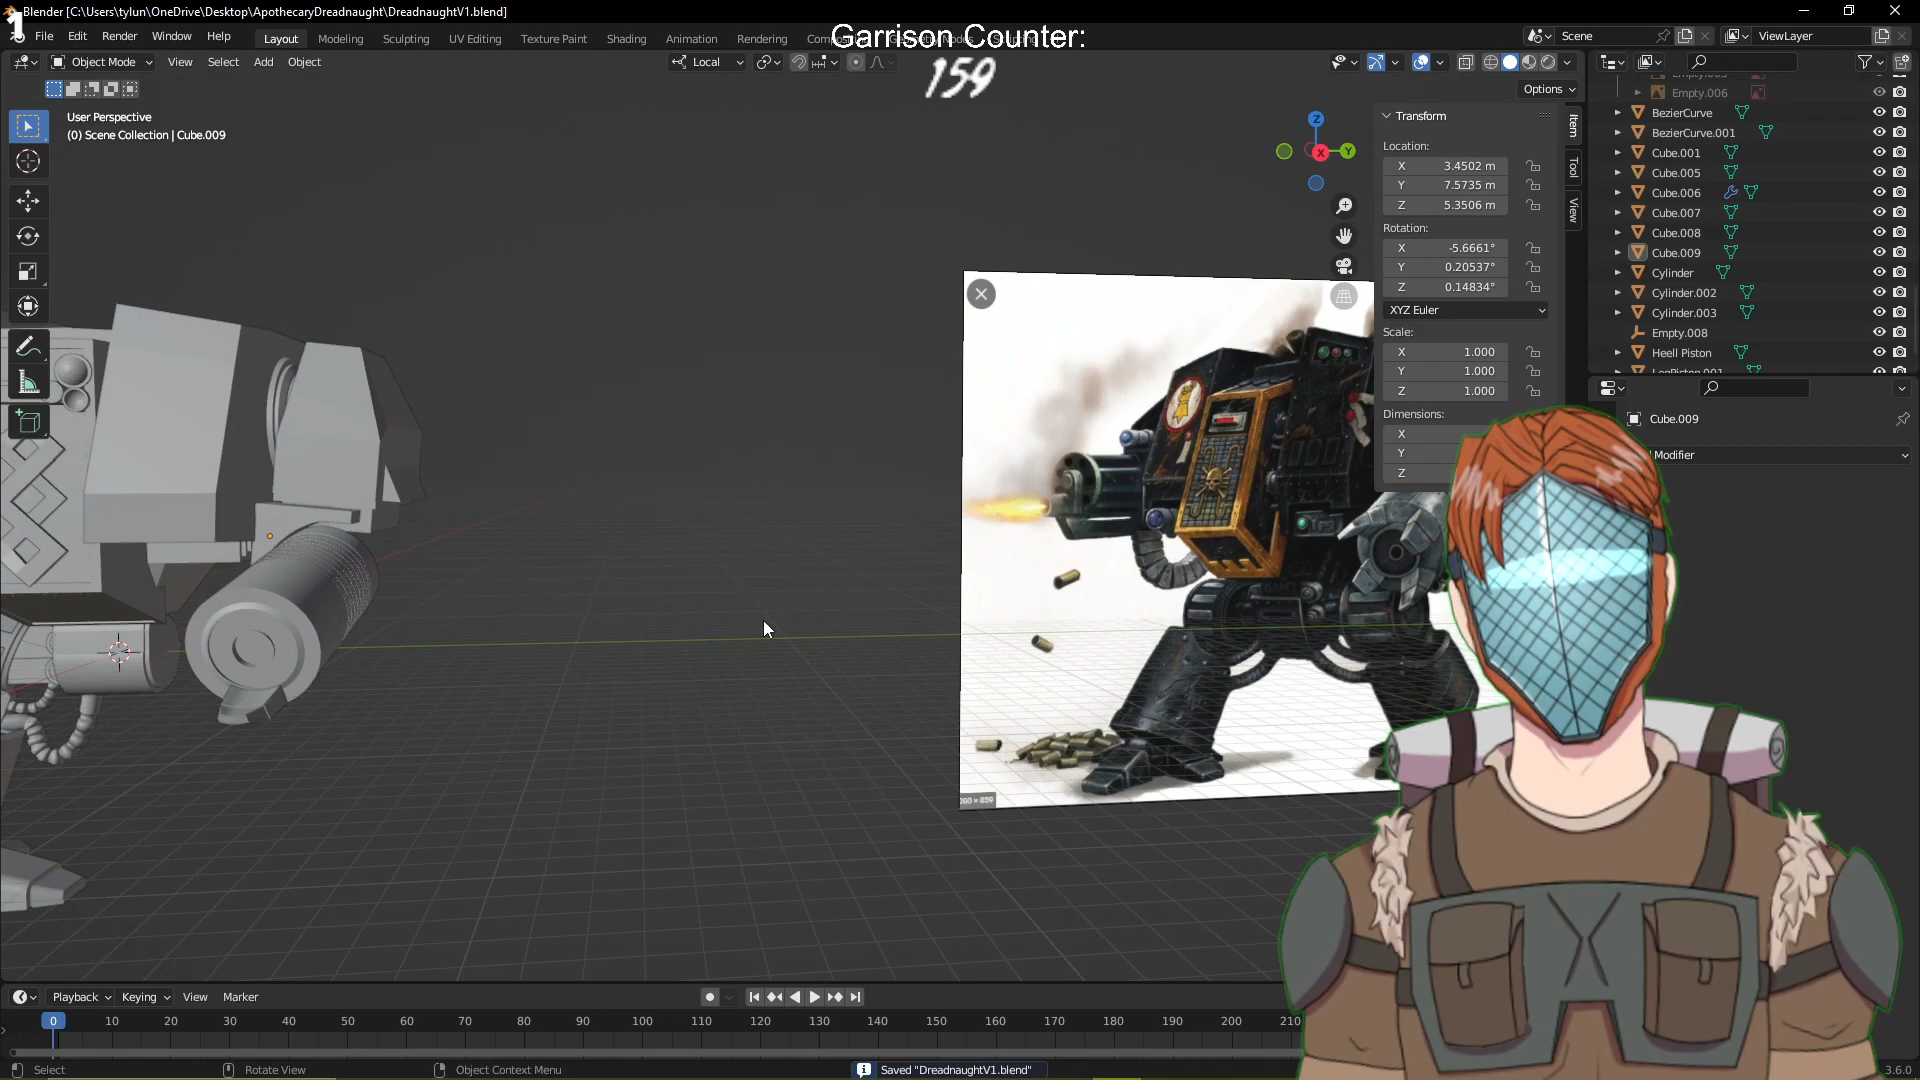 1
Blender [C:\Users\tylun\OneDrive\Desktop\ApothecaryDreadnaught\DreadnaughtV1.blend]
Garrison Counter:
159
File Edit Render Window Help Layout Modeling Sculpting UV Editing Texture Paint Shading Animation Rendering
Scene ViewLayer
Object Mode View Select Add Object Local
Options
User Perspective
(0) Scene Collection | Cube.009
Z
X
Y
Transform
Location:
X 3.4502 m
Y 7.5735 m
Z 5.3506 m
Rotation:
X -5.6661°
Y 0.20537°
Z 0.14834°
XYZ Euler
Scale:
X 1.000
Y 1.000
Z 1.000
Dimensions:
X
Y
Z
Item
Tool
View
Empty.006
BezierCurve
BezierCurve.001
Cube.001
Cube.005
Cube.006
Cube.007
Cube.008
Cube.009
Cylinder
Cylinder.002
Cylinder.003
Empty.008
Heell Piston
LegPiston.001
Cube.009
Modifier
Playback Keying View Marker
0 10 20 30 40 50 60 70 80 90 100 110 120 130 140 150 160 170 180 190 200 210
Select Rotate View Object Context Menu Saved "DreadnaughtV1.blend" 3.6.0